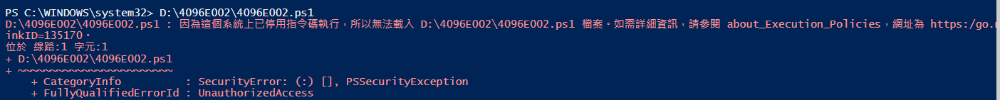 PS C:\WINDOWS\system32> D:\4096E002\4096E002.ps1
D:\4096E002\4096E002.ps1 : 因為這個系統上已停用指令碼執行，所以無法載入 D:\4096E002\4096E002.ps1 檔案。如需詳細資訊，請參閱 about_Execution_Policies，網址為 https:/go.
inkID=135170。
位於 線路:1 字元:1
+ D:\4096E002\4096E002.ps1
+ ~~~~~~~~~~~~~~~~~~~~~~~~
    + CategoryInfo          : SecurityError: (:) [], PSSecurityException
    + FullyQualifiedErrorId : UnauthorizedAccess